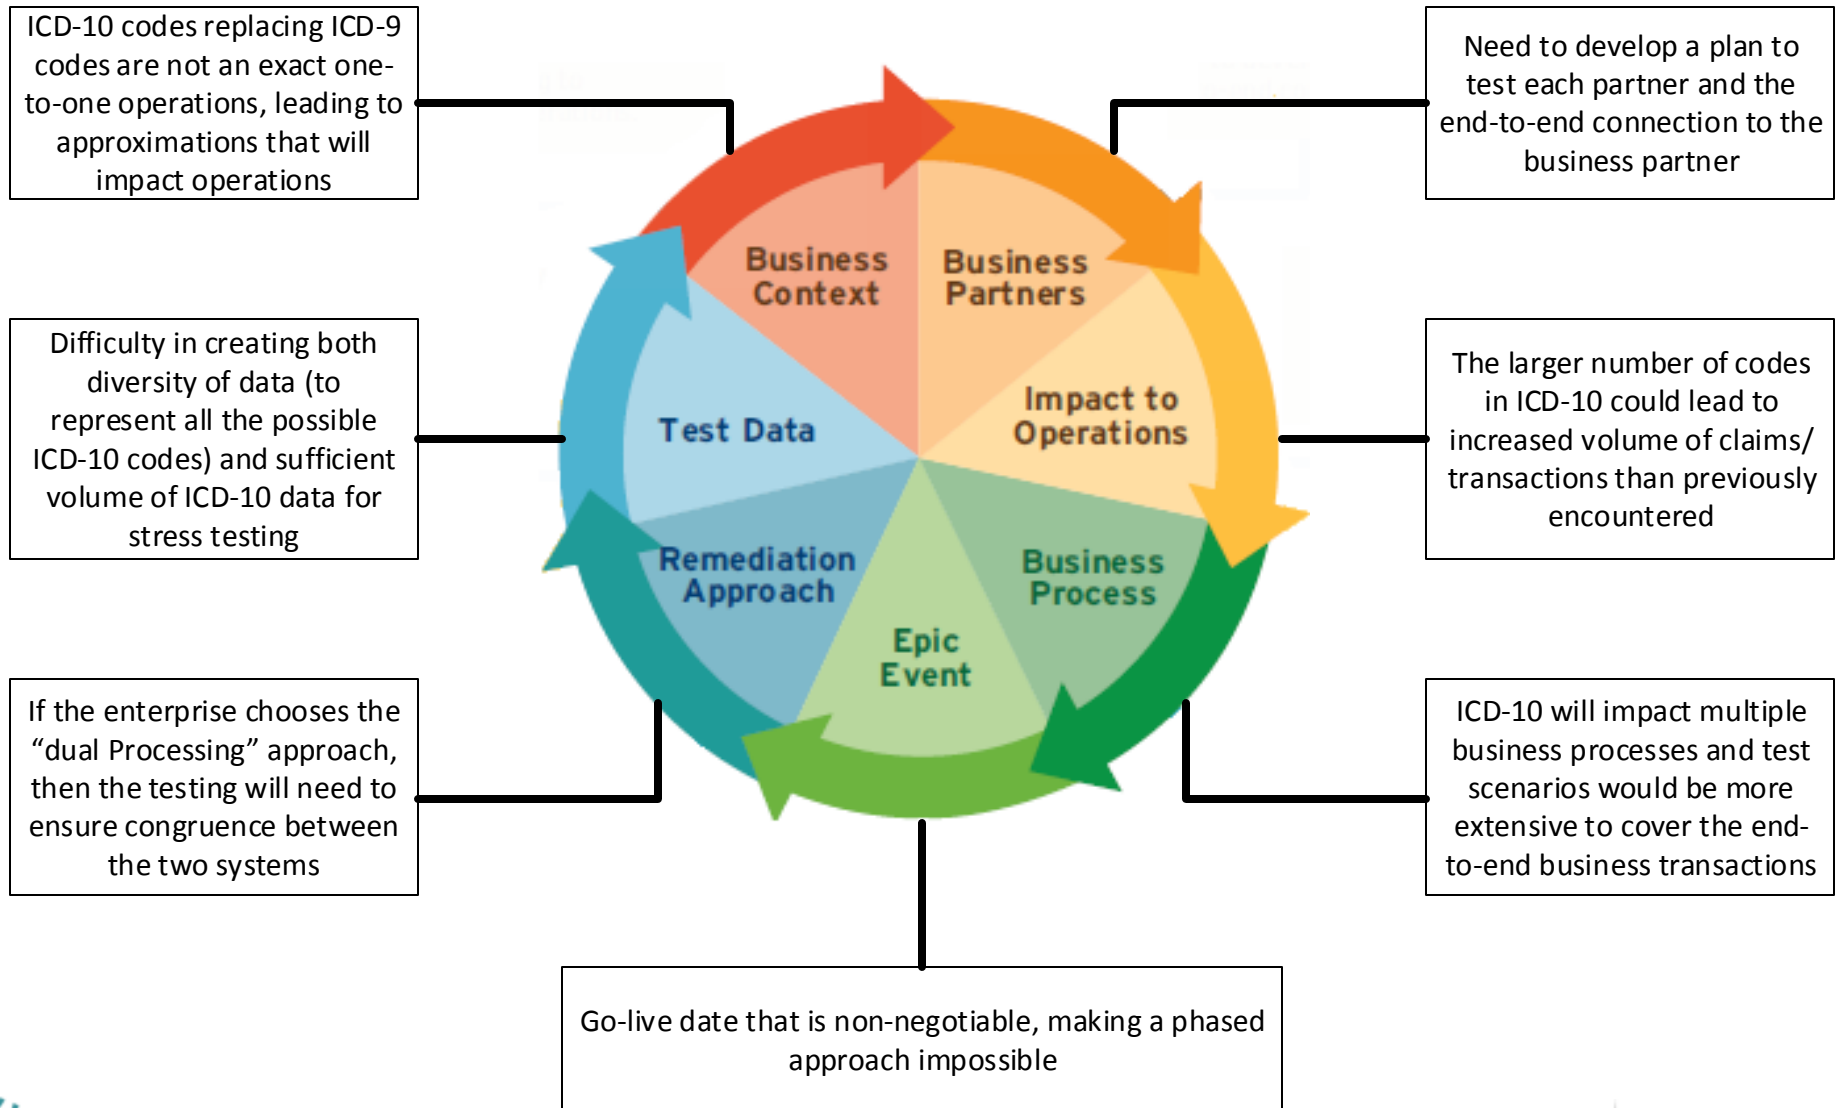 ICD-10 codes replacing ICD-9
codes are not an exact one-
to-one operations, leading to
approximations that will
impact operations
Need to develop a plan to
test each partner and the
end-to-end connection to the
business partner
Business
Context
Business
Partners
Difficulty in creating both
diversity of data (to
represent all the possible
ICD-10 codes) and sufficient
volume of ICD-10 data for
stress testing
Test Data
Impact to
Operations
The larger number of codes
in ICD-10 could lead to
increased volume of claims/
transactions than previously
encountered
Remediation
Approach
Business
Process
Epic
Event
If the enterprise chooses the
“dual Processing” approach,
then the testing will need to
ensure congruence between
the two systems
ICD-10 will impact multiple
business processes and test
scenarios would be more
extensive to cover the end-
to-end business transactions
Go-live date that is non-negotiable, making a phased
approach impossible